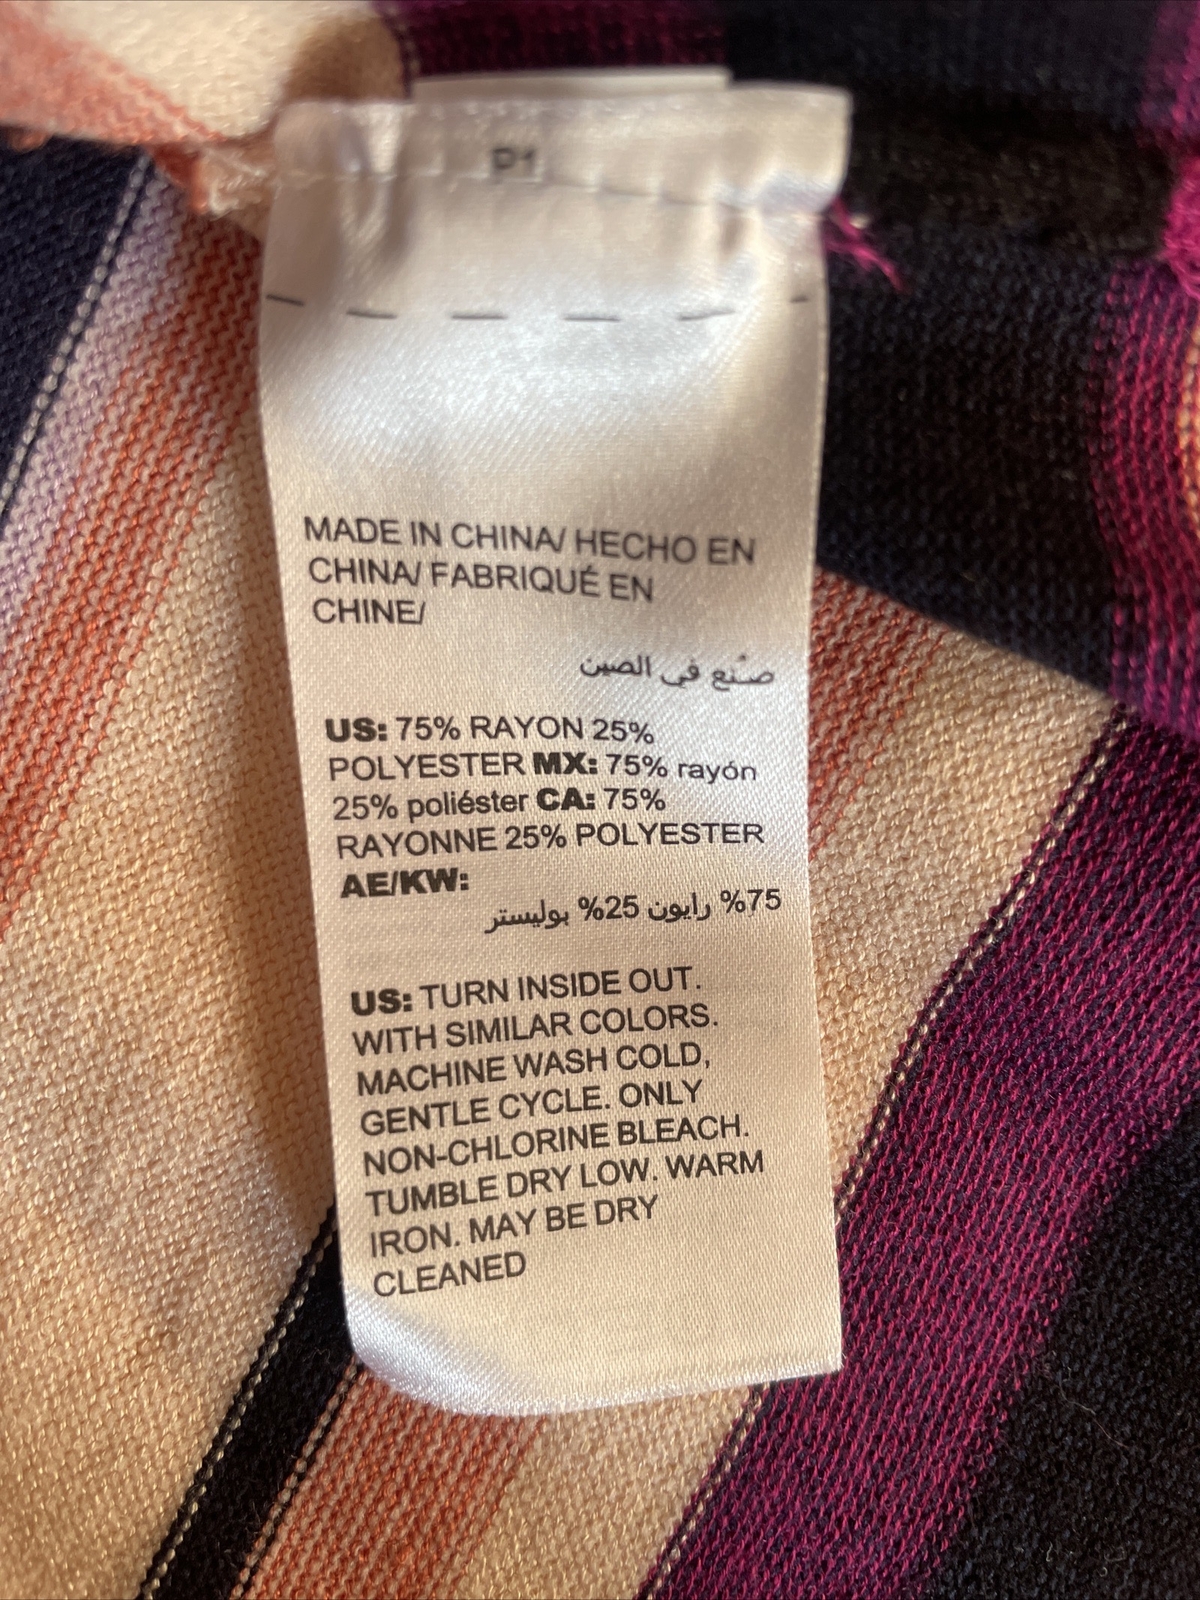 P1
MADE IN CHINA/ HECHO EN
CHINA/ FABRIQUÉ EN
CHINE/
صنع في الصين
US: 75% RAYON 25%
POLYESTER MX: 75% rayón
25% poliéster CA: 75%
RAYONNE 25% POLYESTER
AE/KW:
75% رايون 25% بوليستر
US: TURN INSIDE OUT.
WITH SIMILAR COLORS.
MACHINE WASH COLD,
GENTLE CYCLE. ONLY
NON-CHLORINE BLEACH.
TUMBLE DRY LOW. WARM
IRON. MAY BE DRY
CLEANED